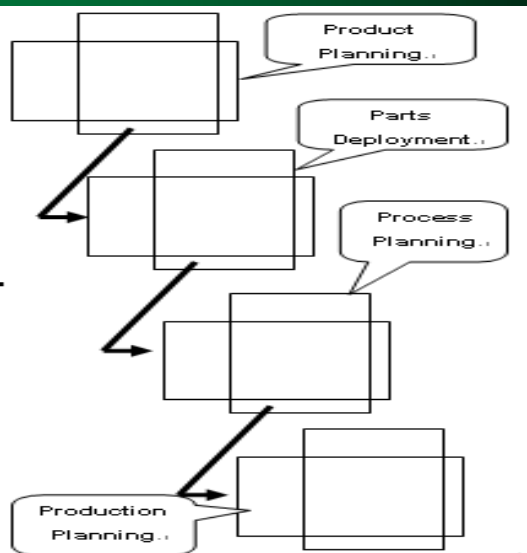 Product
Planning.
Parts
Deployment.
Process
Planning.
Production
Planning.